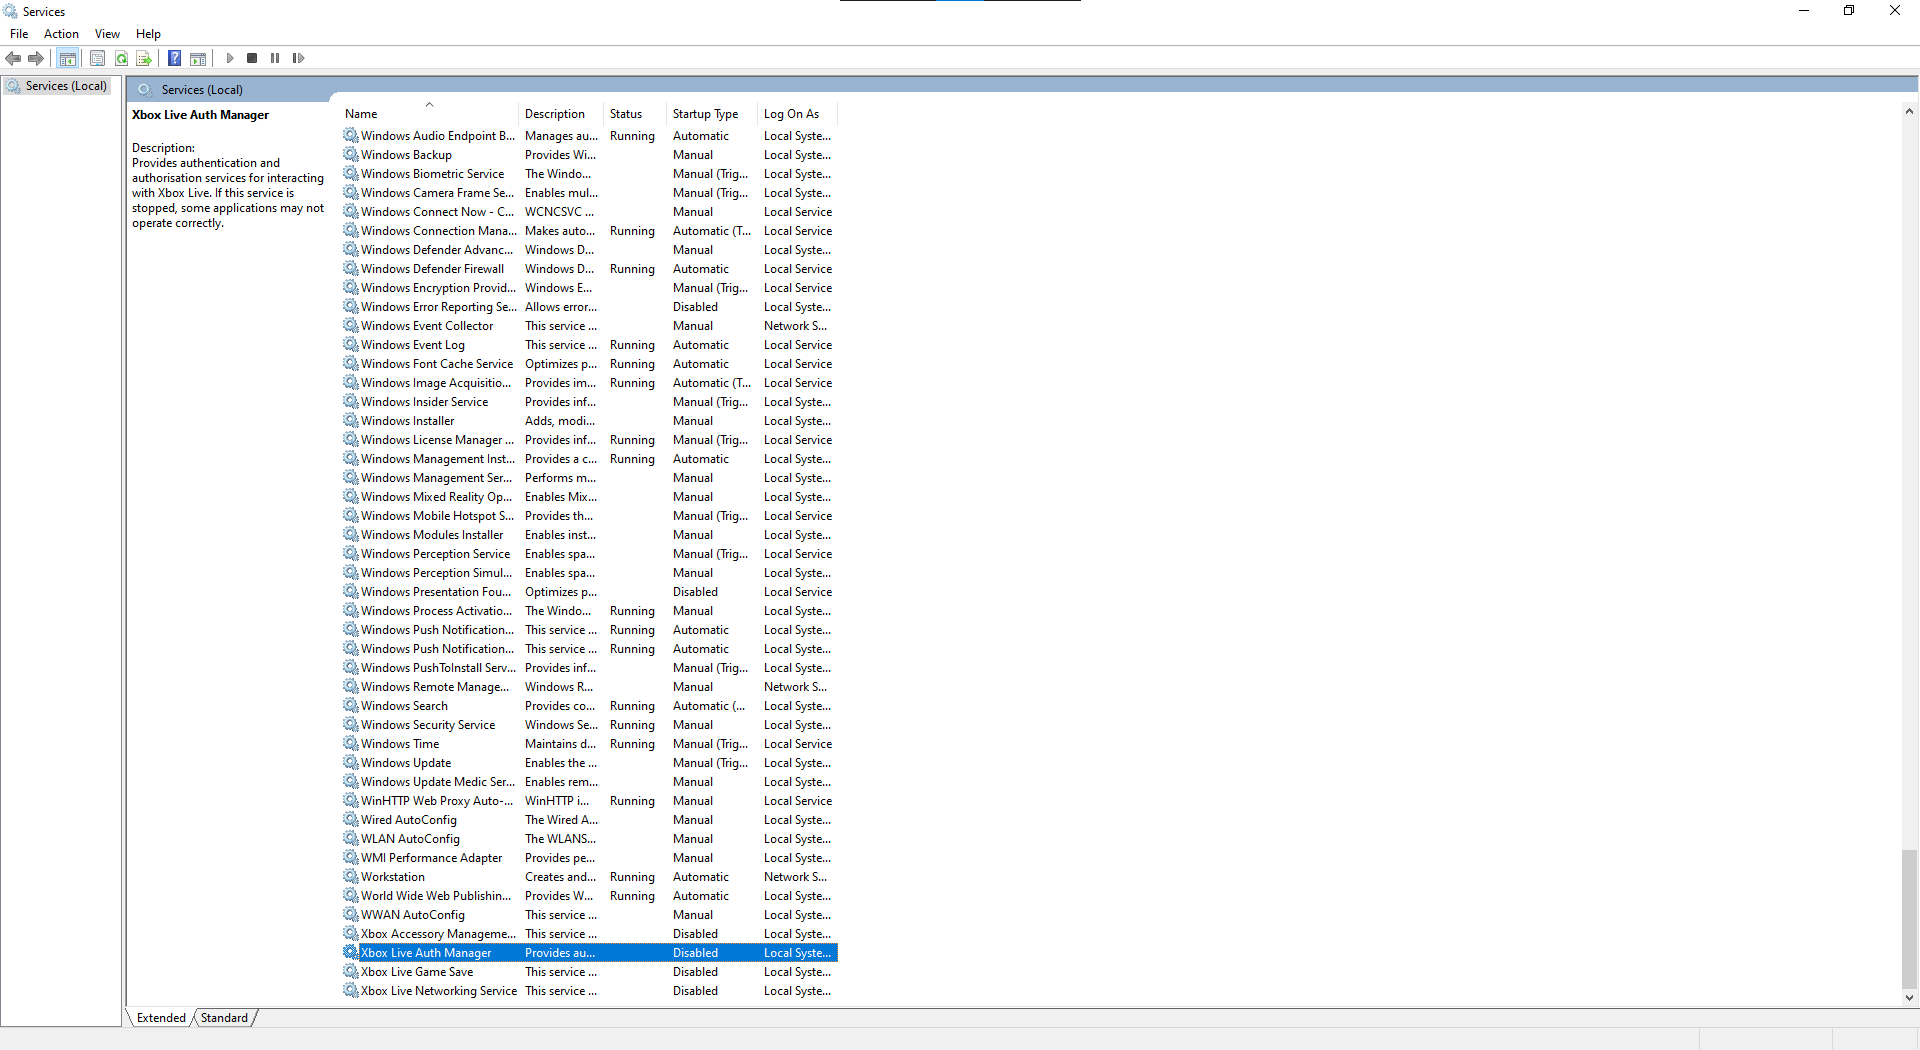 Services
File Action View Help
Services (Local)
Services (Local)
Xbox Live Auth Manager
Description:
Provides authentication and
authorisation services for interacting
with Xbox Live. If this service is
stopped, some applications may not
operate correctly.
Name Description Status Startup Type Log On As
Windows Audio Endpoint B... Manages au... Running Automatic Local Syste...
Windows Backup Provides Wi... Manual Local Syste...
Windows Biometric Service The Windo... Manual (Trig... Local Syste...
Windows Camera Frame Se... Enables mul... Manual (Trig... Local Syste...
Windows Connect Now - C... WCNCSVC ... Manual Local Service
Windows Connection Mana... Makes auto... Running Automatic (T... Local Service
Windows Defender Advanc... Windows D... Manual Local Syste...
Windows Defender Firewall Windows D... Running Automatic Local Service
Windows Encryption Provid... Windows E... Manual (Trig... Local Service
Windows Error Reporting Se... Allows error... Disabled Local Syste...
Windows Event Collector This service ... Manual Network S...
Windows Event Log This service ... Running Automatic Local Service
Windows Font Cache Service Optimizes p... Running Automatic Local Service
Windows Image Acquisitio... Provides im... Running Automatic (T... Local Service
Windows Insider Service Provides inf... Manual (Trig... Local Syste...
Windows Installer Adds, modi... Manual Local Syste...
Windows License Manager ... Provides inf... Running Manual (Trig... Local Service
Windows Management Inst... Provides a c... Running Automatic Local Syste...
Windows Management Ser... Performs m... Manual Local Syste...
Windows Mixed Reality Op... Enables Mix... Manual Local Syste...
Windows Mobile Hotspot S... Provides th... Manual (Trig... Local Service
Windows Modules Installer Enables inst... Manual Local Syste...
Windows Perception Service Enables spa... Manual (Trig... Local Service
Windows Perception Simul... Enables spa... Manual Local Syste...
Windows Presentation Fou... Optimizes p... Disabled Local Service
Windows Process Activatio... The Windo... Running Manual Local Syste...
Windows Push Notification... This service ... Running Automatic Local Syste...
Windows Push Notification... This service ... Running Automatic Local Syste...
Windows PushToInstall Serv... Provides inf... Manual (Trig... Local Syste...
Windows Remote Manage... Windows R... Manual Network S...
Windows Search Provides co... Running Automatic (... Local Syste...
Windows Security Service Windows Se... Running Manual Local Syste...
Windows Time Maintains d... Running Manual (Trig... Local Service
Windows Update Enables the ... Manual (Trig... Local Syste...
Windows Update Medic Ser... Enables rem... Manual Local Syste...
WinHTTP Web Proxy Auto-... WinHTTP i... Running Manual Local Service
Wired AutoConfig The Wired A... Manual Local Syste...
WLAN AutoConfig The WLANS... Manual Local Syste...
WMI Performance Adapter Provides pe... Manual Local Syste...
Workstation Creates and... Running Automatic Network S...
World Wide Web Publishin... Provides W... Running Automatic Local Syste...
WWAN AutoConfig This service ... Manual Local Syste...
Xbox Accessory Manageme... This service ... Disabled Local Syste...
Xbox Live Auth Manager Provides au... Disabled Local Syste...
Xbox Live Game Save This service ... Disabled Local Syste...
Xbox Live Networking Service This service ... Disabled Local Syste...
Extended Standard